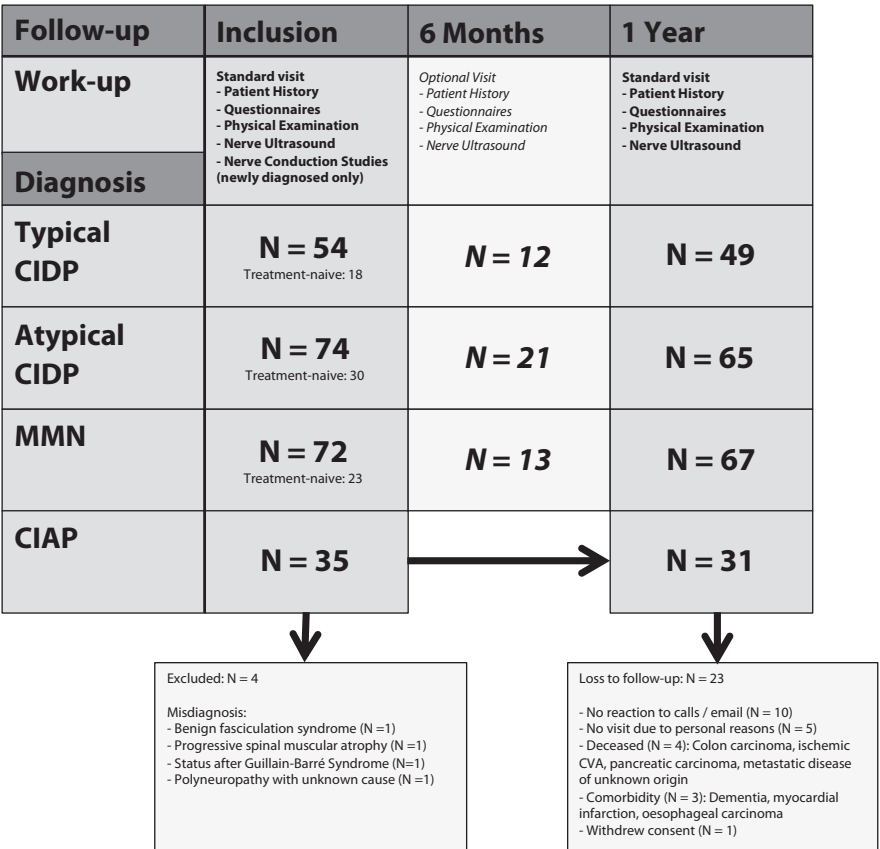 Follow-up
Inclusion
6 Months
1 Year
Work-up
Standard visit
- Patient History
- Questionnaires
- Physical Examination
- Nerve Ultrasound
- Nerve Conduction Studies
(newly diagnosed only)
Optional Visit
- Patient History
- Questionnaires
- Physical Examination
- Nerve Ultrasound
Standard visit
- Patient History
- Questionnaires
- Physical Examination
- Nerve Ultrasound
Diagnosis
Typical
CIDP
N = 54
Treatment-naive: 18
N = 12
N = 49
Atypical
CIDP
N = 74
Treatment-naive: 30
N = 21
N = 65
MMN
N = 72
Treatment-naive: 23
N = 13
N = 67
CIAP
N = 35
N = 31
Excluded: N = 4
Misdiagnosis:
- Benign fasciculation syndrome (N =1)
- Progressive spinal muscular atrophy (N =1)
- Status after Guillain-Barré Syndrome (N=1)
- Polyneuropathy with unknown cause (N =1)
Loss to follow-up: N = 23
- No reaction to calls / email (N = 10)
- No visit due to personal reasons (N = 5)
- Deceased (N = 4): Colon carcinoma, ischemic
CVA, pancreatic carcinoma, metastatic disease
of unknown origin
- Comorbidity (N = 3): Dementia, myocardial
infarction, oesophageal carcinoma
- Withdrew consent (N = 1)